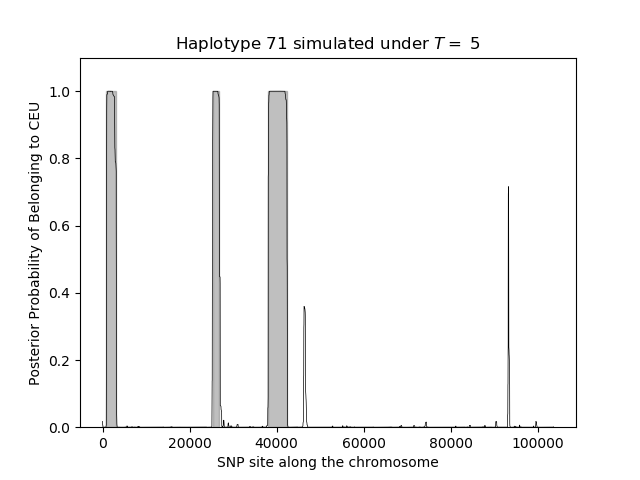 Haplotype 71 simulated under T = 5
Posterior Probability of Belonging to CEU
1.0
0.8
0.6
0.4
0.2
0.0
0 20000 40000 60000 80000 100000
SNP site along the chromosome